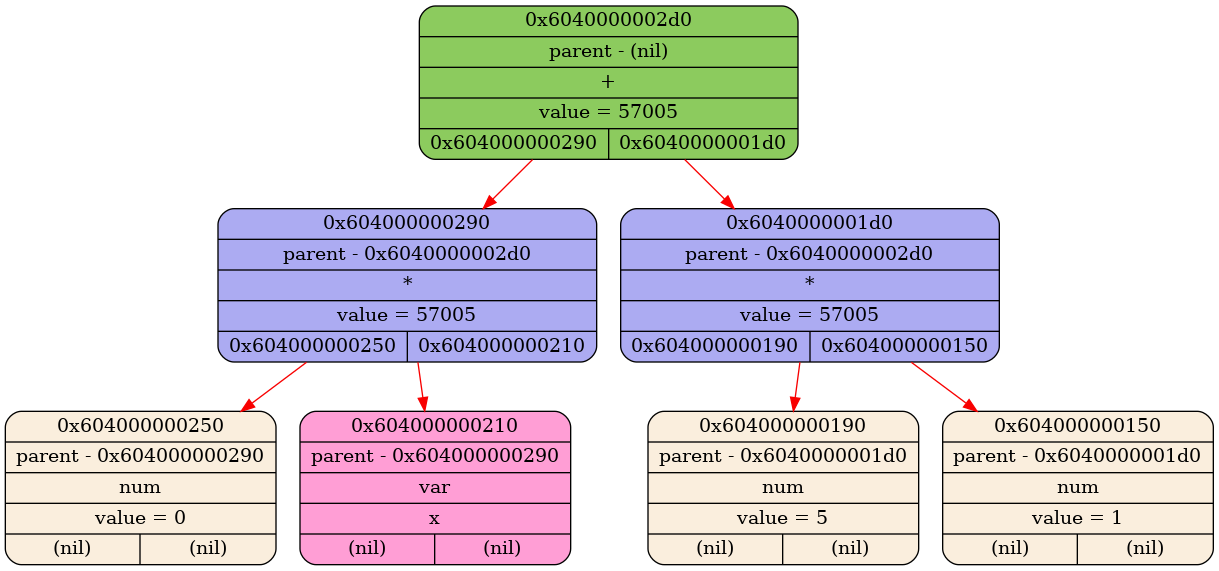 0x6040000002d0
parent - (nil)
+
value = 57005
0x604000000290 0x6040000001d0
0x604000000290
parent - 0x6040000002d0
*
value = 57005
0x604000000250 0x604000000210
0x6040000001d0
parent - 0x6040000002d0
*
value = 57005
0x604000000190 0x604000000150
0x604000000250
parent - 0x604000000290
num
value = 0
(nil) (nil)
0x604000000210
parent - 0x604000000290
var
x
(nil) (nil)
0x604000000190
parent - 0x6040000001d0
num
value = 5
(nil) (nil)
0x604000000150
parent - 0x6040000001d0
num
value = 1
(nil) (nil)